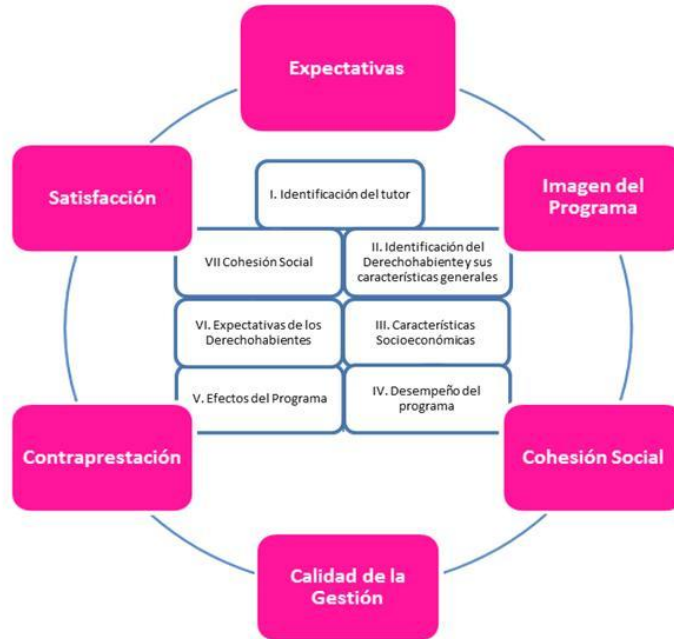 Expectativas
Imagen del
Programa
Cohesión Social
Calidad de la
Gestión
Contraprestación
Satisfacción
I. Identificación del tutor
II. Identificación del
Derechohabiente y sus
características generales
III. Características
Socioeconómicas
IV. Desempeño del
programa
V. Efectos del Programa
VI. Expectativas de los
Derechohabientes
VII Cohesión Social